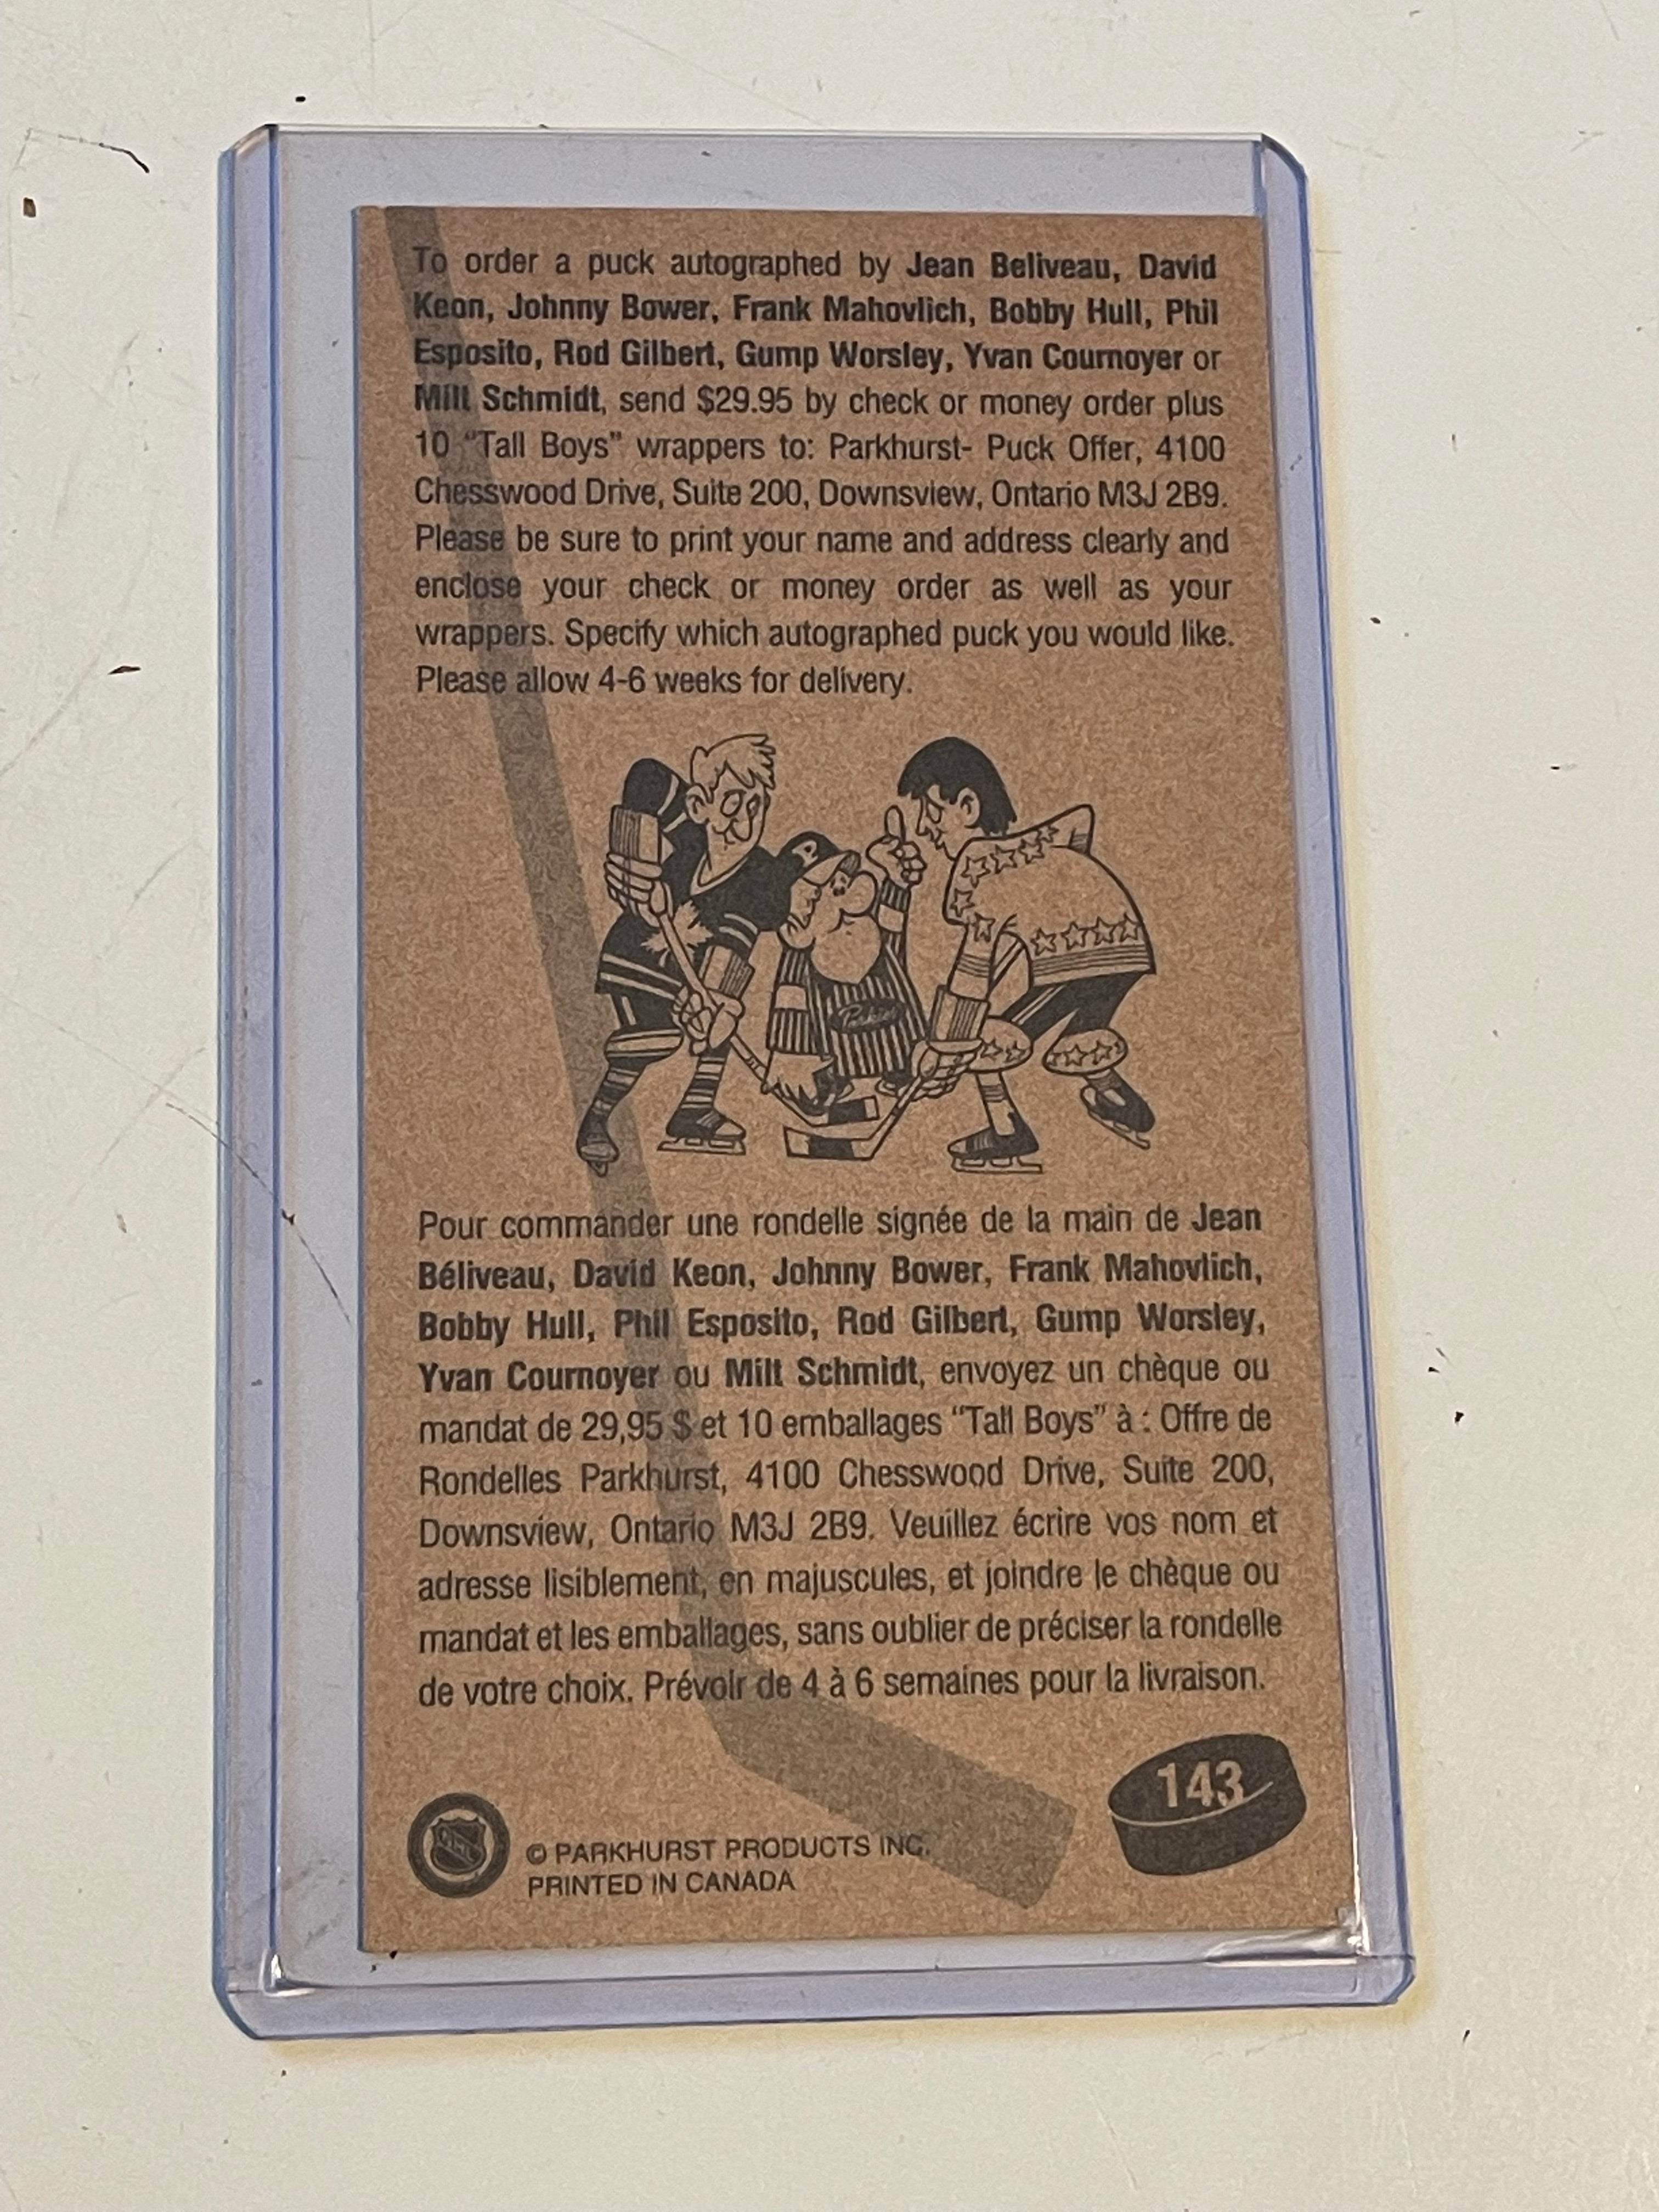 To order a puck autographed by Jean Beliveau, David
Keon, Johnny Bower, Frank Mahovlich, Bobby Hull, Phil
Esposito, Rod Gilbert, Gump Worsley, Yvan Cournoyer or
Milt Schmidt, send $29.95 by check or money order plus
10 "Tall Boys" wrappers to: Parkhurst- Puck Offer, 4100
Chesswood Drive, Suite 200, Downsview, Ontario M3J 2B9.
Please be sure to print your name and address clearly and
enclose your check or money order as well as your
wrappers. Specify which autographed puck you would like.
Please allow 4-6 weeks for delivery.
P
Parkies
Pour commander une rondelle signée de la main de Jean
Béliveau, David Keon, Johnny Bower, Frank Mahovlich,
Bobby Hull, Phil Esposito, Rod Gilbert, Gump Worsley,
Yvan Cournoyer ou Milt Schmidt, envoyez un chèque ou
mandat de 29,95 $ et 10 emballages "Tall Boys" à : Offre de
Rondelles Parkhurst, 4100 Chesswood Drive, Suite 200,
Downsview, Ontario M3J 2B9. Veuillez écrire vos nom et
adresse lisiblement, en majuscules, et joindre le chèque ou
mandat et les emballages, sans oublier de préciser la rondelle
de votre choix. Prévoir de 4 à 6 semaines pour la livraison.
143
NHL
© PARKHURST PRODUCTS INC.
PRINTED IN CANADA